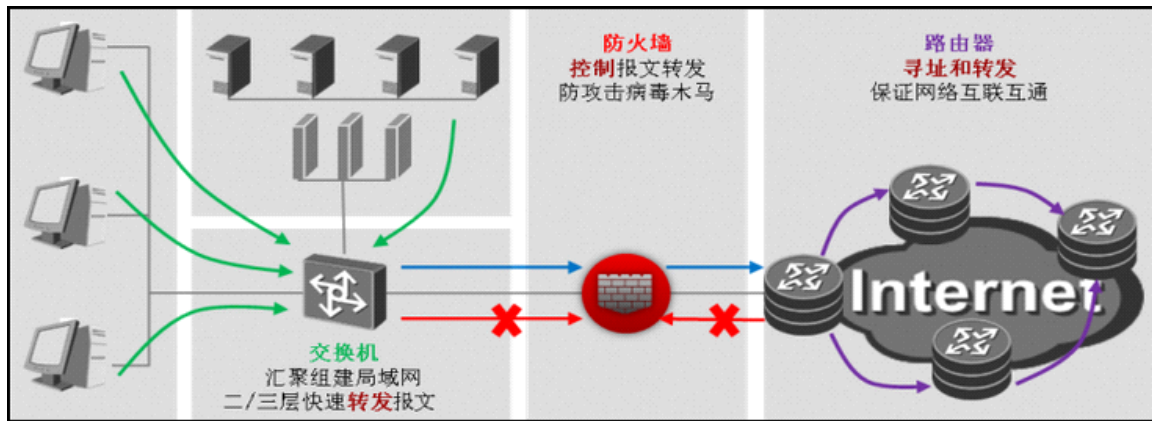 防火墙
控制报文转发
防攻击病毒木马
路由器
寻址和转发
保证网络互联互通
Internet
交换机
汇聚组建局域网
二/三层快速转发报文